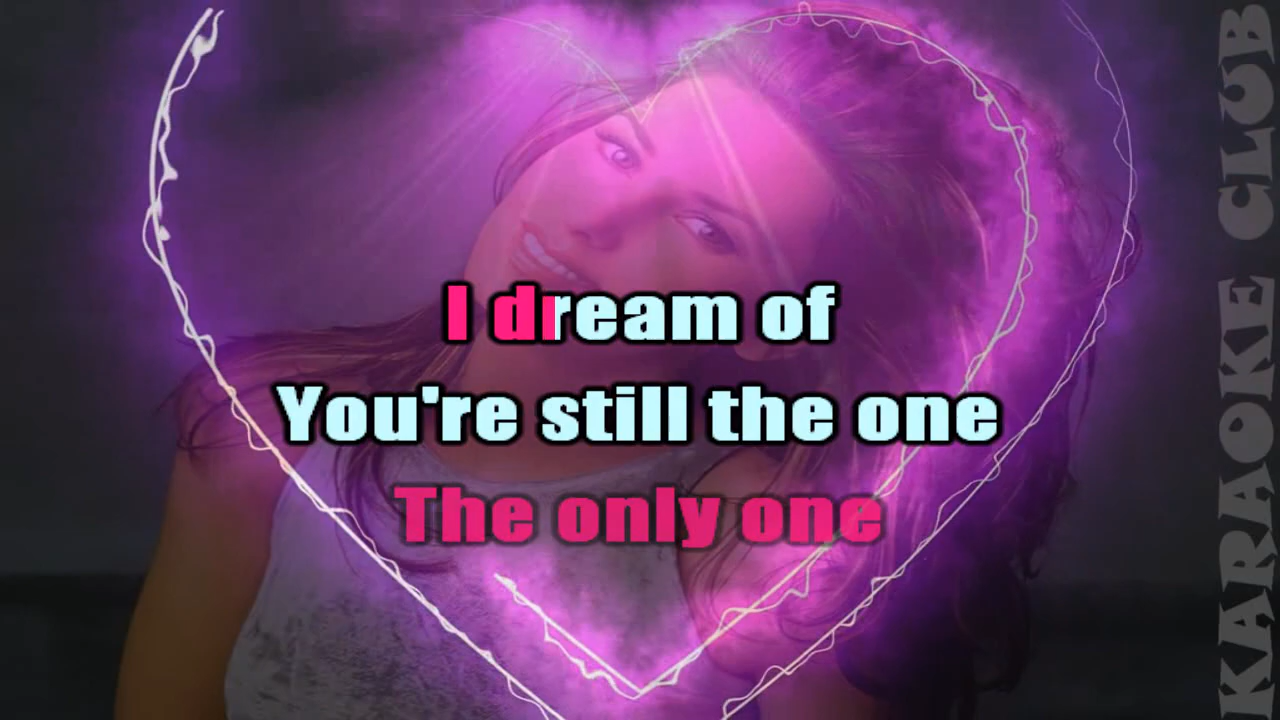 I dream of
You're still the one
The only one
KARAOKE CLUB